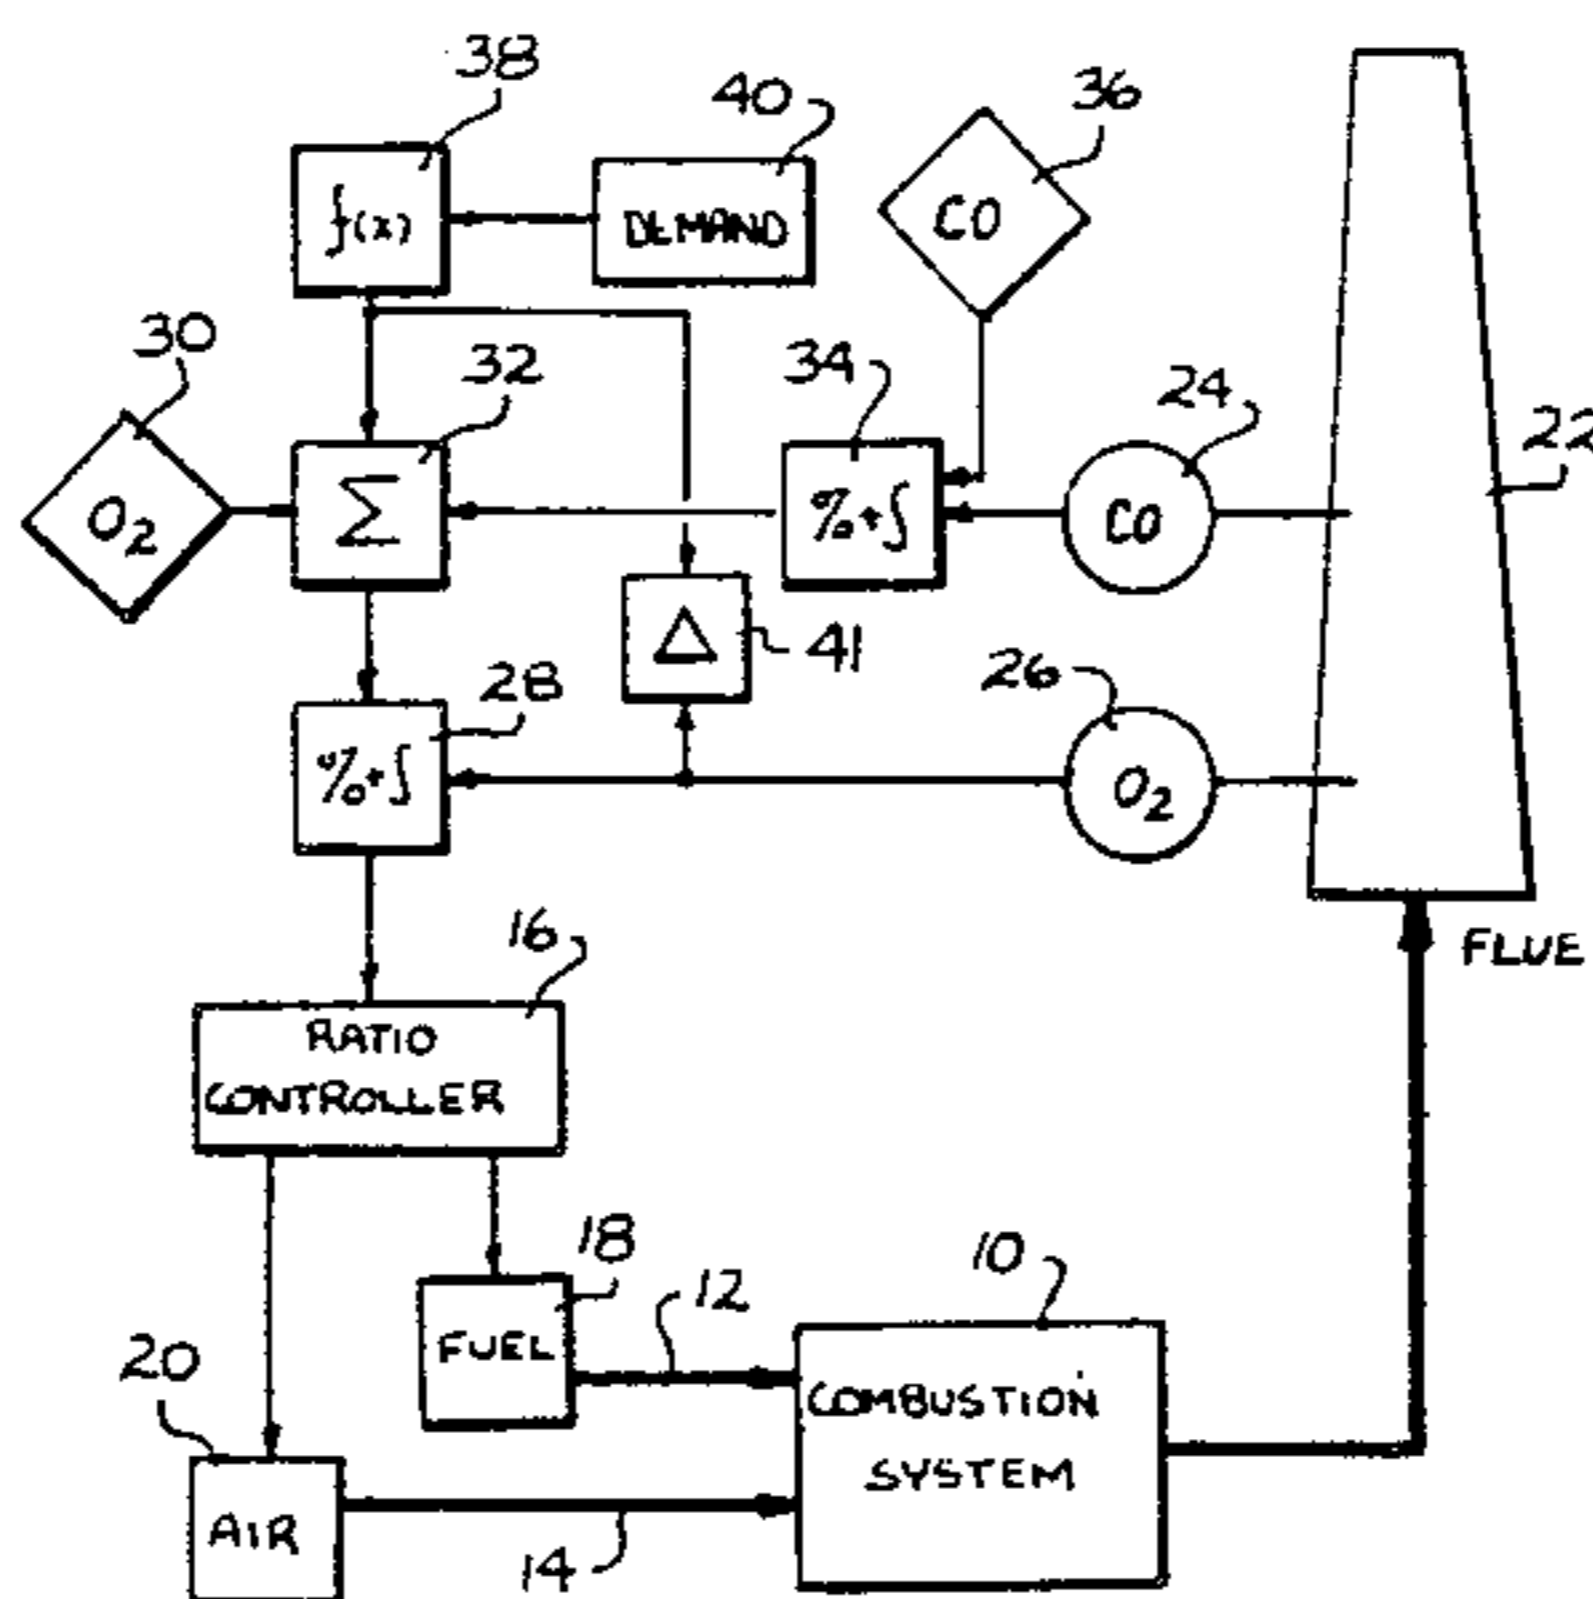 38
40
36
f(x)
DEMAND
CO
30
32
34
24
22
O2
Σ
%+∫
CO
Δ
41
28
26
%+∫
O2
16
FLUE
RATIO
CONTROLLER
18
12
10
FUEL
20
COMBUSTION
SYSTEM
AIR
14